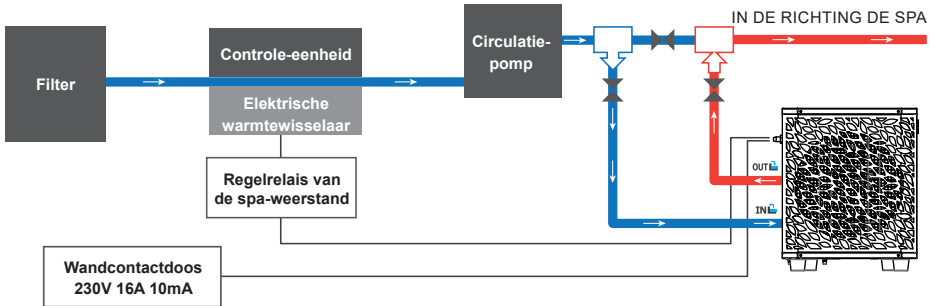 IN DE RICHTING DE SPA
Circulatie-
pomp
Controle-eenheid
Filter
Elektrische
warmtewisselaar
OUT
Regelrelais van
de spa-weerstand
IN
Wandcontactdoos
230V 16A 10mA